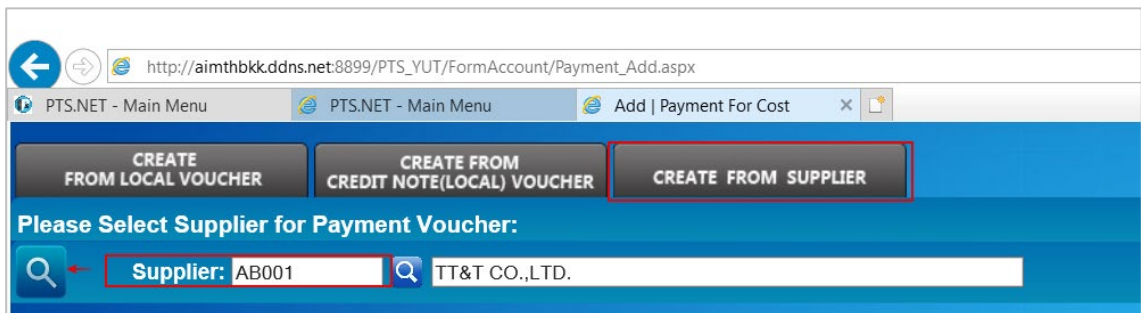 http://aimthbkk.ddns.net:8899/PTS_YUT/FormAccount/Payment_Add.aspx
PTS.NET - Main Menu PTS.NET - Main Menu Add | Payment For Cost
CREATE
FROM LOCAL VOUCHER
CREATE FROM
CREDIT NOTE(LOCAL) VOUCHER
CREATE FROM SUPPLIER
Please Select Supplier for Payment Voucher:
Supplier: AB001 TT&T CO.,LTD.